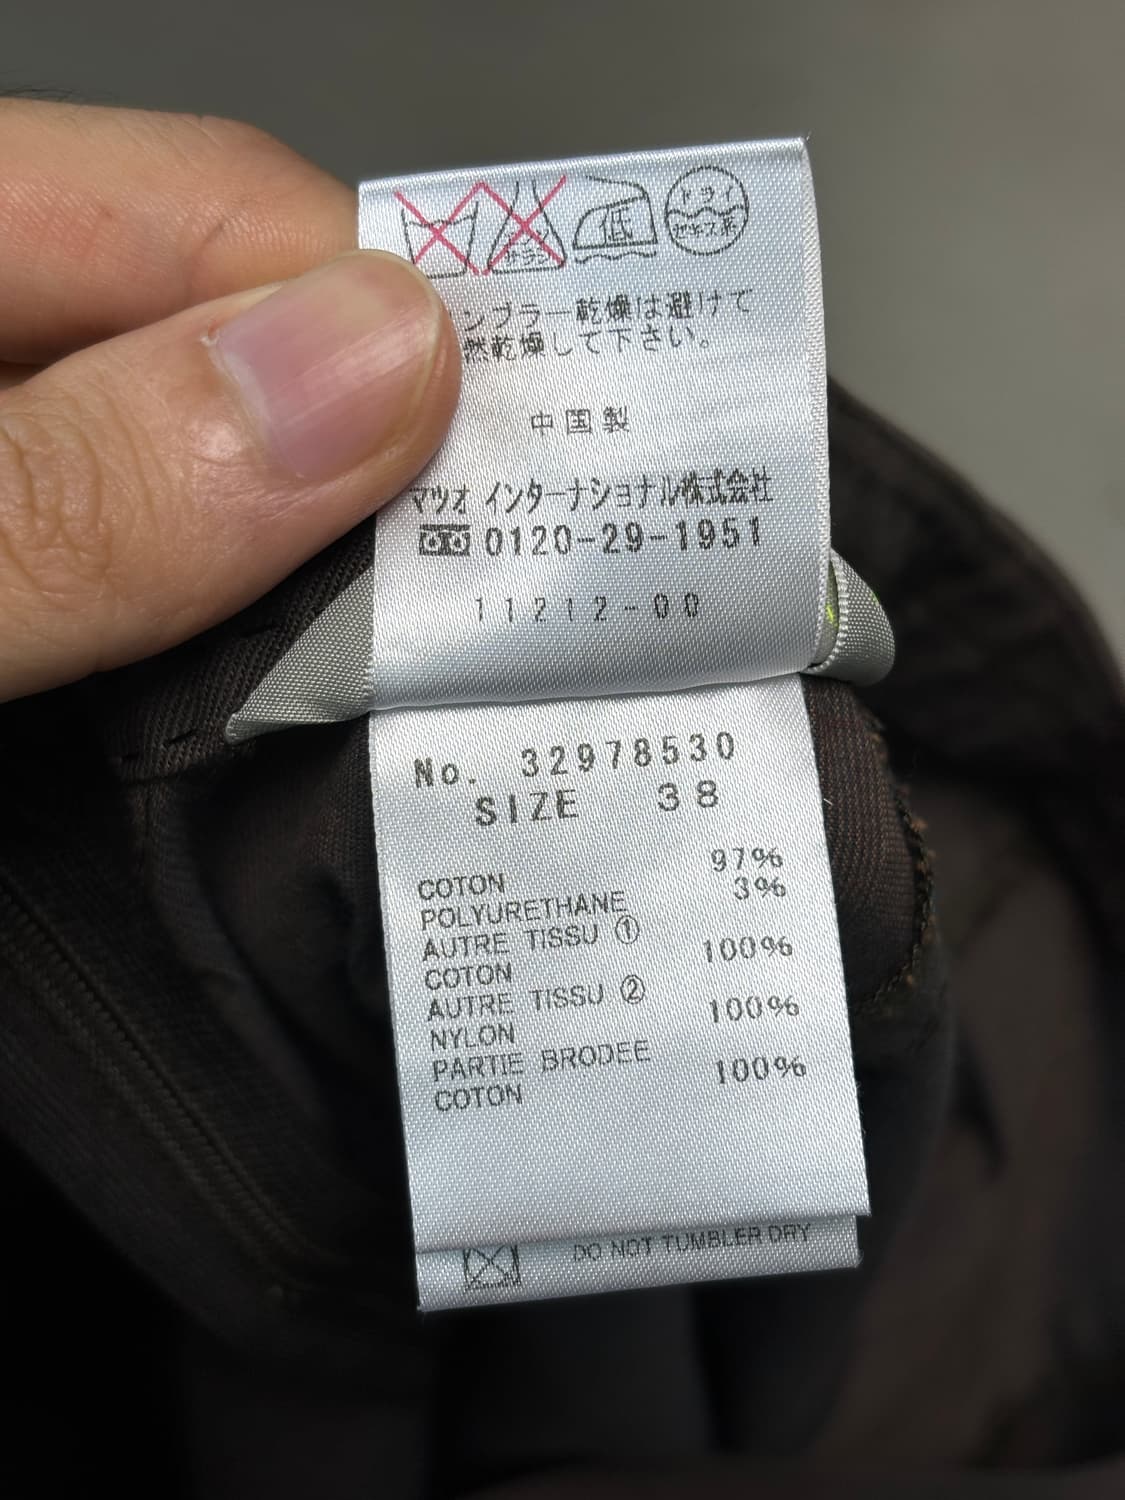 低 ドライ
セキユ系
ンブラー乾燥は避けて
然乾燥して下さい。
中国製
マツオ インターナショナル株式会社
0120-29-1951
11212-00
No. 32978530
SIZE 38
97%
COTON
3%
POLYURETHANE
AUTRE TISSU ①
100%
COTON
AUTRE TISSU ②
100%
NYLON
PARTIE BRODEE
100%
COTON
DO NOT TUMBLER DRY